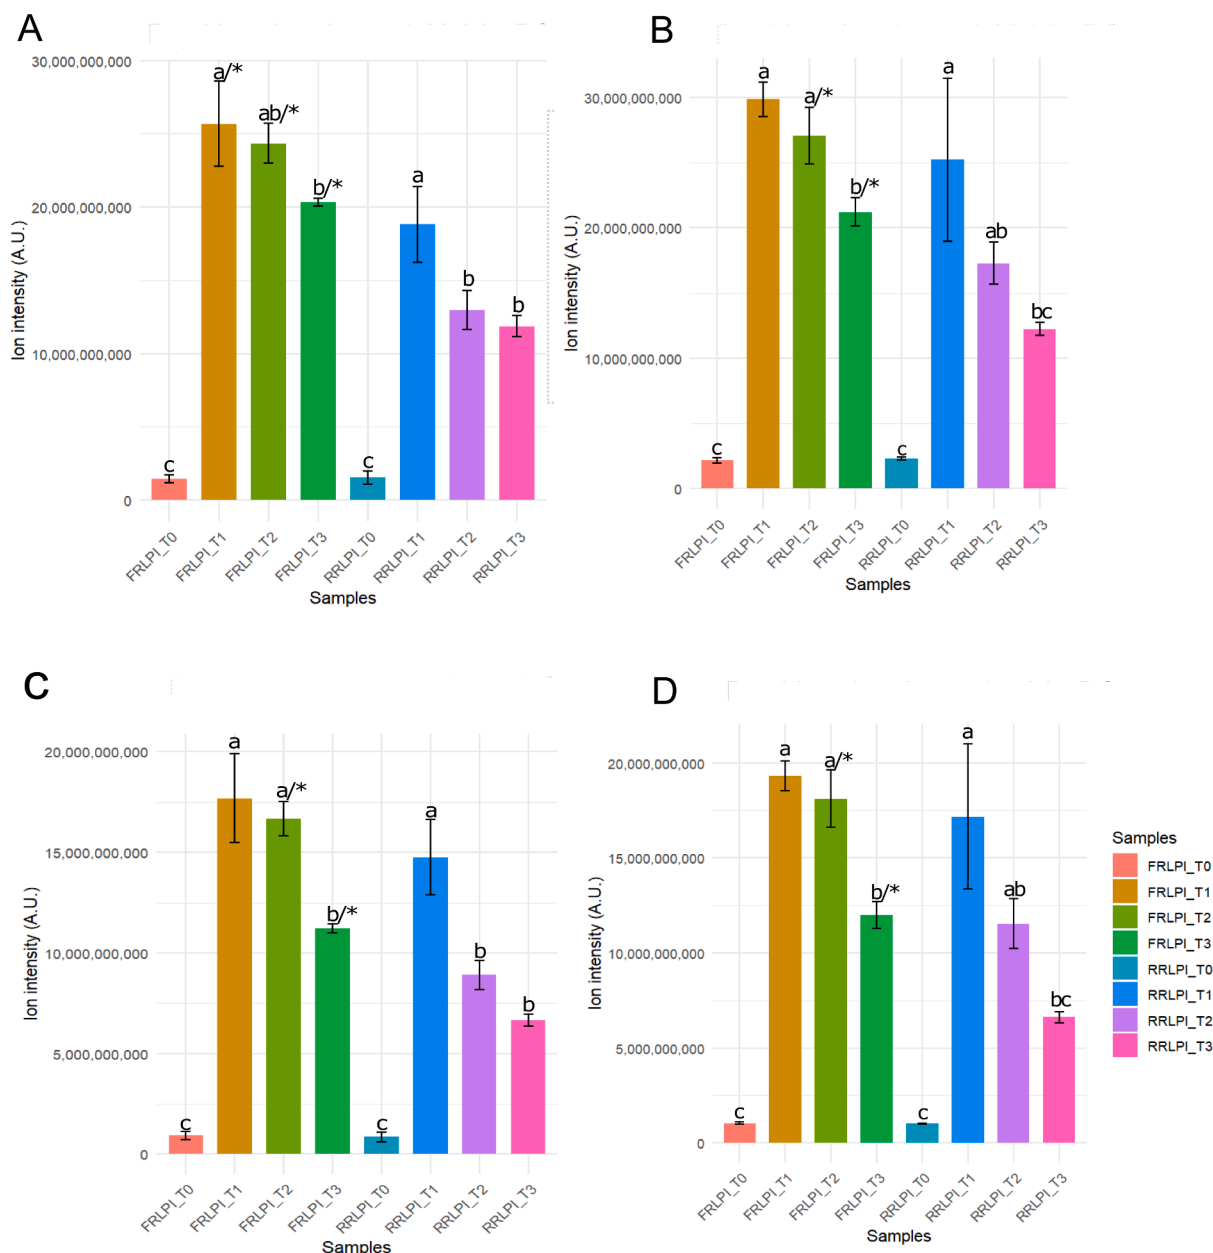 A
30,000,000,000
20,000,000,000
10,000,000,000
0
Ion intensity (A.U.)
a/*
ab/*
b/*
a
b
b
c
c
FRLPI_T0
FRLPI_T1
FRLPI_T2
FRLPI_T3
RRLPI_T0
RRLPI_T1
RRLPI_T2
RRLPI_T3
Samples
B
30,000,000,000
20,000,000,000
10,000,000,000
0
Ion intensity (A.U.)
a
a/*
b/*
a
ab
bc
c
c
FRLPI_T0
FRLPI_T1
FRLPI_T2
FRLPI_T3
RRLPI_T0
RRLPI_T1
RRLPI_T2
RRLPI_T3
Samples
C
20,000,000,000
15,000,000,000
10,000,000,000
5,000,000,000
0
Ion intensity (A.U.)
a
a/*
b/*
a
b
b
c
c
FRLPI_T0
FRLPI_T1
FRLPI_T2
FRLPI_T3
RRLPI_T0
RRLPI_T1
RRLPI_T2
RRLPI_T3
Samples
D
20,000,000,000
15,000,000,000
10,000,000,000
5,000,000,000
0
Ion intensity (A.U.)
a
a/*
b/*
a
ab
bc
c
c
FRLPI_T0
FRLPI_T1
FRLPI_T2
FRLPI_T3
RRLPI_T0
RRLPI_T1
RRLPI_T2
RRLPI_T3
Samples
Samples
FRLPI_T0
FRLPI_T1
FRLPI_T2
FRLPI_T3
RRLPI_T0
RRLPI_T1
RRLPI_T2
RRLPI_T3